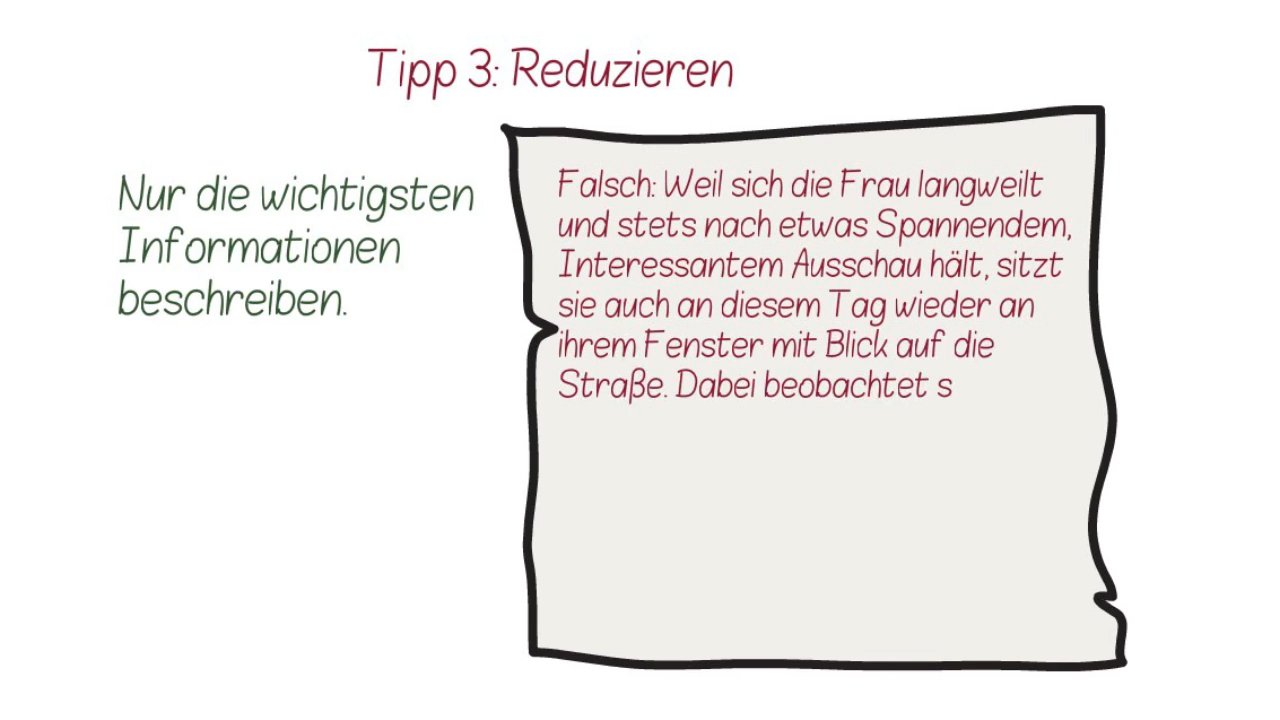 Tipp 3: Reduzieren
Nur die wichtigsten
Informationen
beschreiben.
Falsch: Weil sich die Frau langweilt
und stets nach etwas Spannendem,
Interessantem Ausschau hält, sitzt
sie auch an diesem Tag wieder an
ihrem Fenster mit Blick auf die
Straße. Dabei beobachtet s